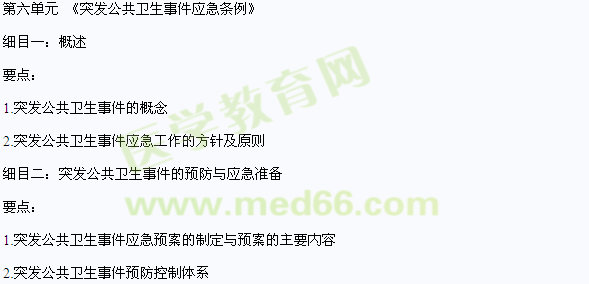 第六单元 《突发公共卫生事件应急条例》
细目一：概述
要点：
1.突发公共卫生事件的概念
2.突发公共卫生事件应急工作的方针及原则
细目二：突发公共卫生事件的预防与应急准备
要点：
1.突发公共卫生事件应急预案的制定与预案的主要内容
2.突发公共卫生事件预防控制体系
医学教育网
www.med66.com